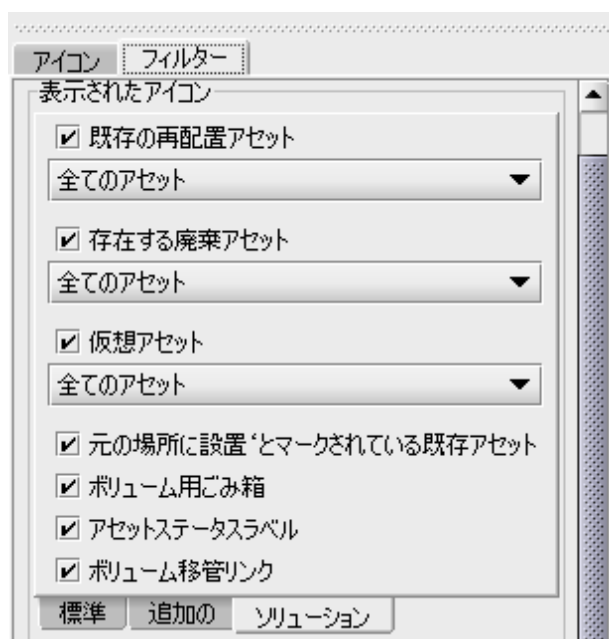 アイコン フィルター
表示されたアイコン
既存の再配置アセット
全てのアセット
存在する廃棄アセット
全てのアセット
仮想アセット
全てのアセット
元の場所に設置‘とマークされている既存アセット
ボリューム用ごみ箱
アセットステータスラベル
ボリューム移管リンク
標準 追加の ソリューション